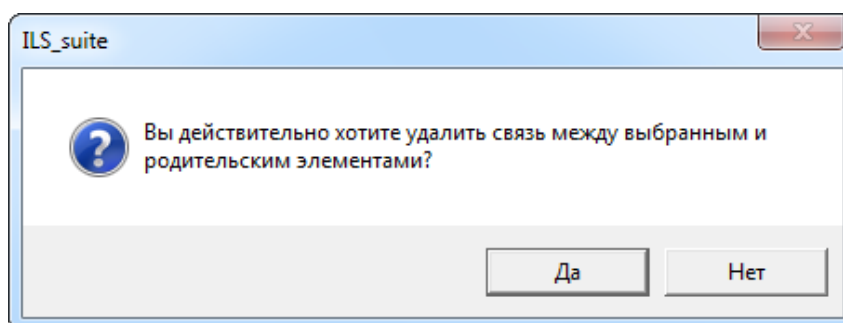 ILS_suite
Вы действительно хотите удалить связь между выбранным и
родительским элементами?
Да
Нет